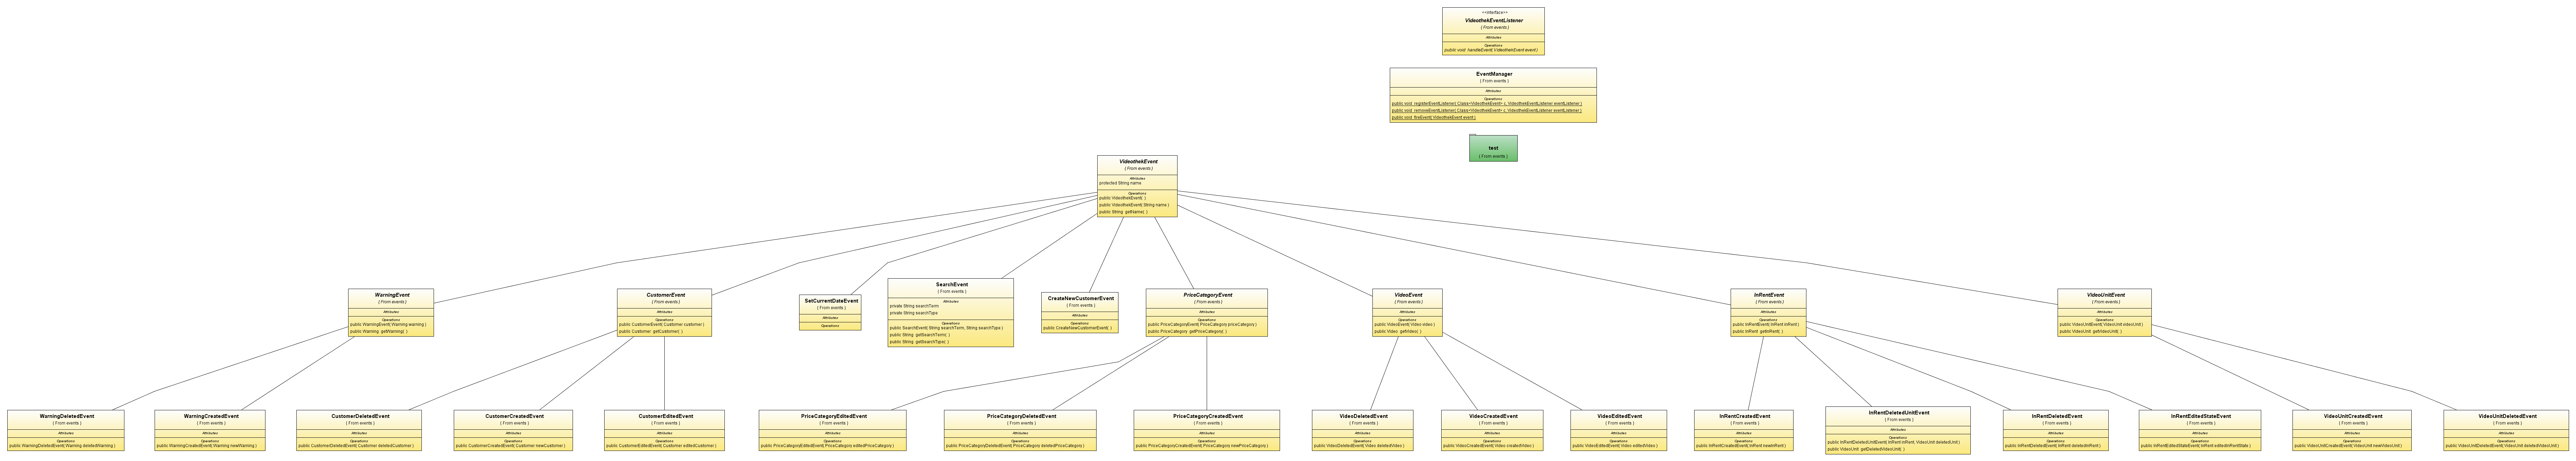 <<interface>>
VideothekEventListener
( From events )
Attributes
Operations
public void handleEvent( VideothekEvent event )
EventManager
( From events )
Attributes
Operations
public void registerEventListener( Class<VideothekEvent> c, VideothekEventListener eventListener )
public void removeEventListener( Class<VideothekEvent> c, VideothekEventListener eventListener )
public void fireEvent( VideothekEvent event )
test
( From events )
VideothekEvent
( From events )
Attributes
protected String name
Operations
public VideothekEvent( )
public VideothekEvent( String name )
public String getName( )
WarningEvent
( From events )
Attributes
Operations
public WarningEvent( Warning warning )
public Warning getWarning( )
CustomerEvent
( From events )
Attributes
Operations
public CustomerEvent( Customer customer )
public Customer getCustomer( )
SetCurrentDateEvent
( From events )
Attributes
Operations
SearchEvent
( From events )
Attributes
private String searchTerm
private String searchType
Operations
public SearchEvent( String searchTerm, String searchType )
public String getSearchTerm( )
public String getSearchType( )
CreateNewCustomerEvent
( From events )
Attributes
Operations
public CreateNewCustomerEvent( )
PriceCategoryEvent
( From events )
Attributes
Operations
public PriceCategoryEvent( PriceCategory priceCategory )
public PriceCategory getPriceCategory( )
VideoEvent
( From events )
Attributes
Operations
public VideoEvent( Video video )
public Video getVideo( )
InRentEvent
( From events )
Attributes
Operations
public InRentEvent( InRent inRent )
public InRent getInRent( )
VideoUnitEvent
( From events )
Attributes
Operations
public VideoUnitEvent( VideoUnit videoUnit )
public VideoUnit getVideoUnit( )
WarningDeletedEvent
( From events )
Attributes
Operations
public WarningDeletedEvent( Warning deletedWarning )
WarningCreatedEvent
( From events )
Attributes
Operations
public WarningCreatedEvent( Warning newWarning )
CustomerDeletedEvent
( From events )
Attributes
Operations
public CustomerDeletedEvent( Customer deletedCustomer )
CustomerCreatedEvent
( From events )
Attributes
Operations
public CustomerCreatedEvent( Customer newCustomer )
CustomerEditedEvent
( From events )
Attributes
Operations
public CustomerEditedEvent( Customer editedCustomer )
PriceCategoryEditedEvent
( From events )
Attributes
Operations
public PriceCategoryEditedEvent( PriceCategory editedPriceCategory )
PriceCategoryDeletedEvent
( From events )
Attributes
Operations
public PriceCategoryDeletedEvent( PriceCategory deletedPriceCategory )
PriceCategoryCreatedEvent
( From events )
Attributes
Operations
public PriceCategoryCreatedEvent( PriceCategory newPriceCategory )
VideoDeletedEvent
( From events )
Attributes
Operations
public VideoDeletedEvent( Video deletedVideo )
VideoCreatedEvent
( From events )
Attributes
Operations
public VideoCreatedEvent( Video createdVideo )
VideoEditedEvent
( From events )
Attributes
Operations
public VideoEditedEvent( Video editedVideo )
InRentCreatedEvent
( From events )
Attributes
Operations
public InRentCreatedEvent( InRent newInRent )
InRentDeletedUnitEvent
( From events )
Attributes
Operations
public InRentDeletedUnitEvent( InRent inRent, VideoUnit deletedUnit )
public VideoUnit getDeletedVideoUnit( )
InRentDeletedEvent
( From events )
Attributes
Operations
public InRentDeletedEvent( InRent deletedInRent )
InRentEditedStateEvent
( From events )
Attributes
Operations
public InRentEditedStateEvent( InRent editedInRentState )
VideoUnitCreatedEvent
( From events )
Attributes
Operations
public VideoUnitCreatedEvent( VideoUnit newVideoUnit )
VideoUnitDeletedEvent
( From events )
Attributes
Operations
public VideoUnitDeletedEvent( VideoUnit deletedVideoUnit )